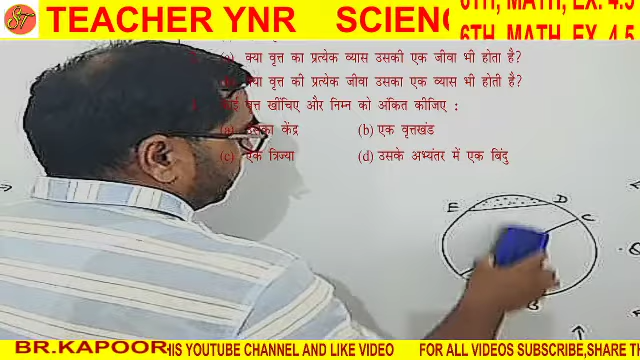 ST
TEACHER YNR SCIENC
6TH, MATH, EX. 4.5
6TH, MATH, EX. 4.5
क्या वृत्त का प्रत्येक व्यास उसकी एक जीवा भी होता है?
क्या वृत्त की प्रत्येक जीवा उसका एक व्यास भी होती है?
कोई वृत्त खींचिए और निम्न को अंकित कीजिए :
(a) उसका केंद्र (b) एक वृत्तखंड
(c) एक त्रिज्या (d) उसके अभ्यंतर में एक बिंदु
E D
C
B
BR.KAPOOR HIS YOUTUBE CHANNEL AND LIKE VIDEO FOR ALL VIDEOS SUBSCRIBE,SHARE TH